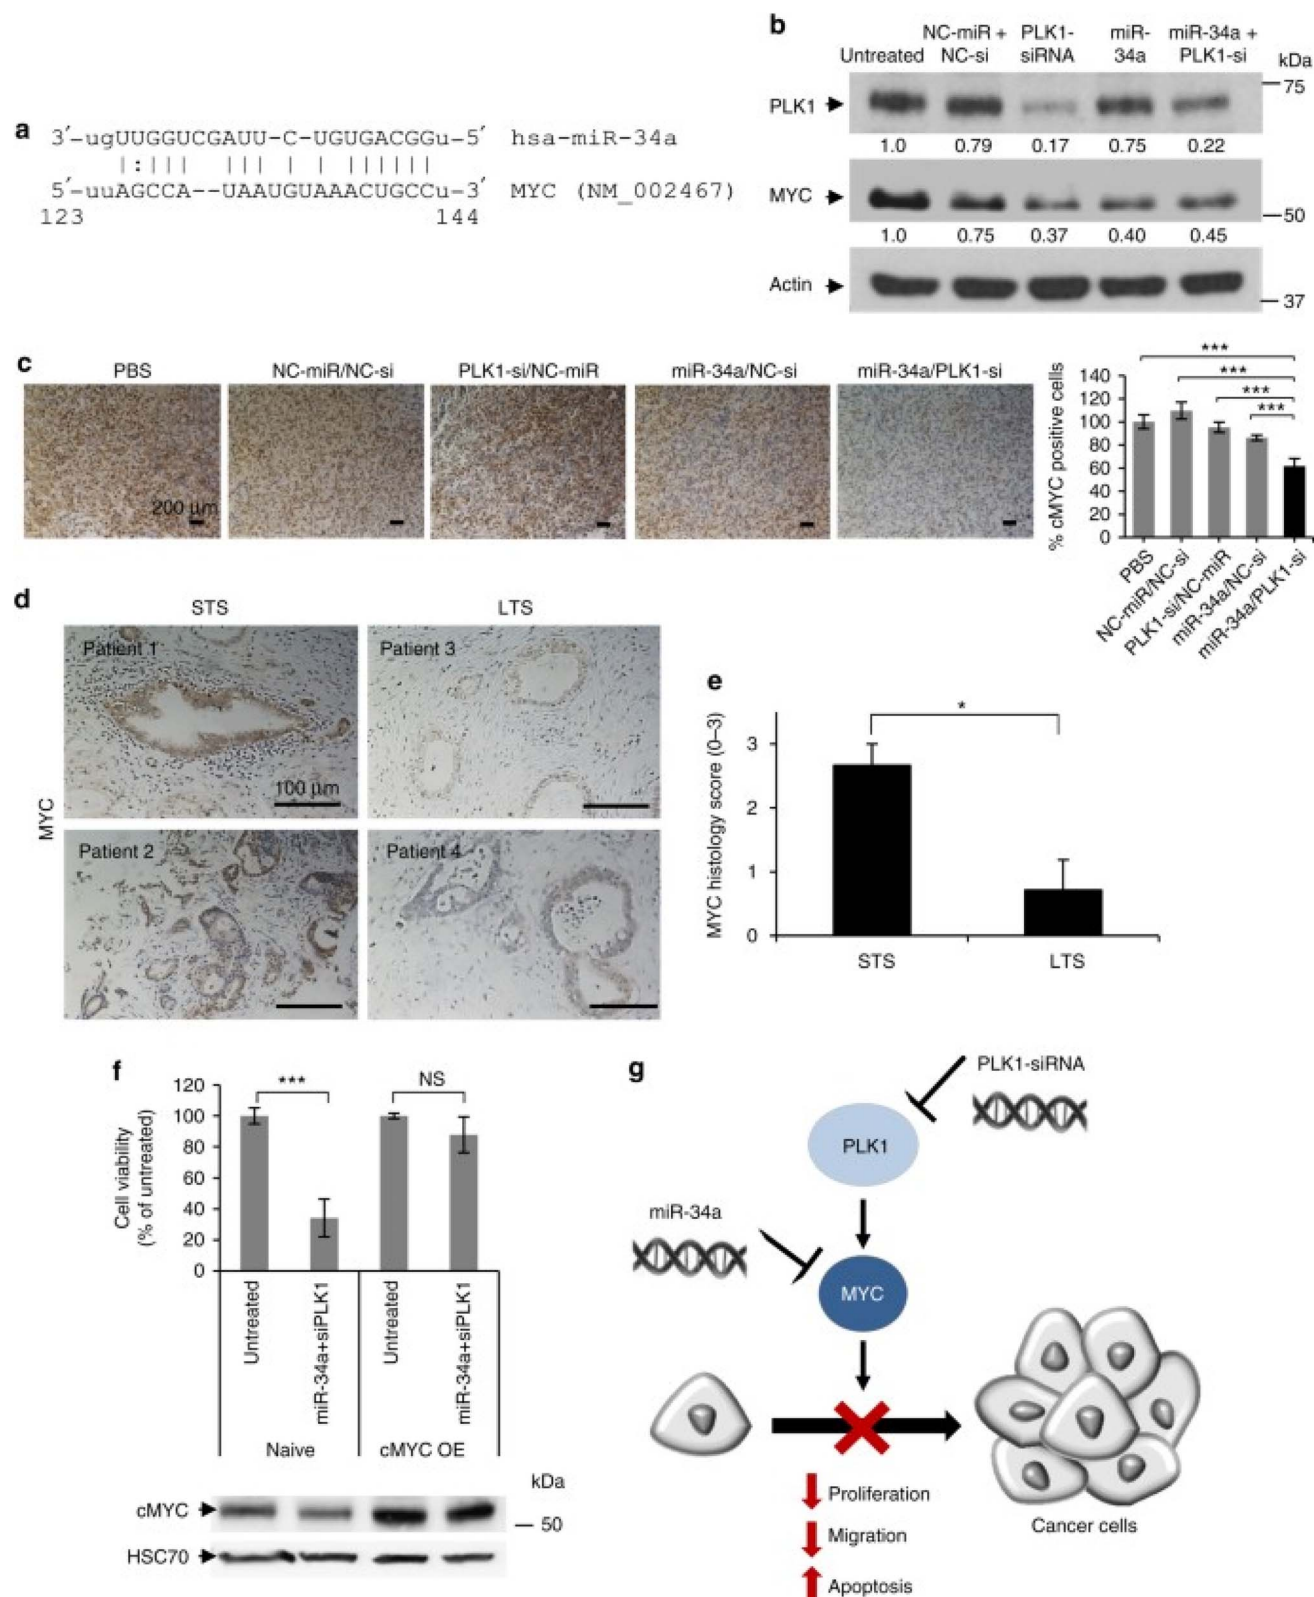 a
3′-ugUUGGUCGAUU-C-UGUGACGGu-5′ hsa-miR-34a
|:||| ||| | | ||||||
5′-uuAGCCA--UAAUGUAAACUGCCu-3′ MYC (NM_002467)
123 144
b
Untreated
NC-miR +
NC-si
PLK1-
siRNA
miR-
34a
miR-34a +
PLK1-si
kDa
PLK1
75
1.0 0.79 0.17 0.75 0.22
MYC
50
1.0 0.75 0.37 0.40 0.45
Actin
37
c
PBS NC-miR/NC-si PLK1-si/NC-miR miR-34a/NC-si miR-34a/PLK1-si
200 µm
% cMYC positive cells
140
120
100
80
60
40
20
0
***
***
***
***
PBS
NC-miR/NC-si
PLK1-si/NC-miR
miR-34a/NC-si
miR-34a/PLK1-si
d
STS LTS
MYC
Patient 1
100 µm
Patient 3
Patient 2
Patient 4
e
MYC histology score (0–3)
3
2
1
0
*
STS LTS
f
Cell viability
(% of untreated)
120
100
80
60
40
20
0
*** NS
Untreated
miR-34a+siPLK1
Untreated
miR-34a+siPLK1
Naive cMYC OE
kDa
cMYC
50
HSC70
g
PLK1-siRNA
PLK1
miR-34a
MYC
Proliferation
Migration
Apoptosis
Cancer cells